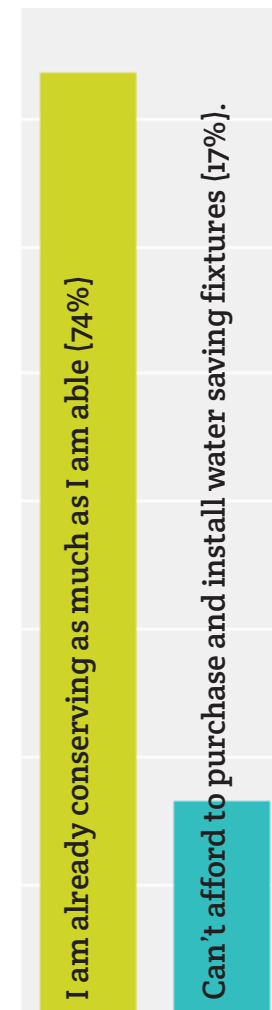 I am already conserving as much as I am able (74%)
Can't afford to purchase and install water saving fixtures (17%).